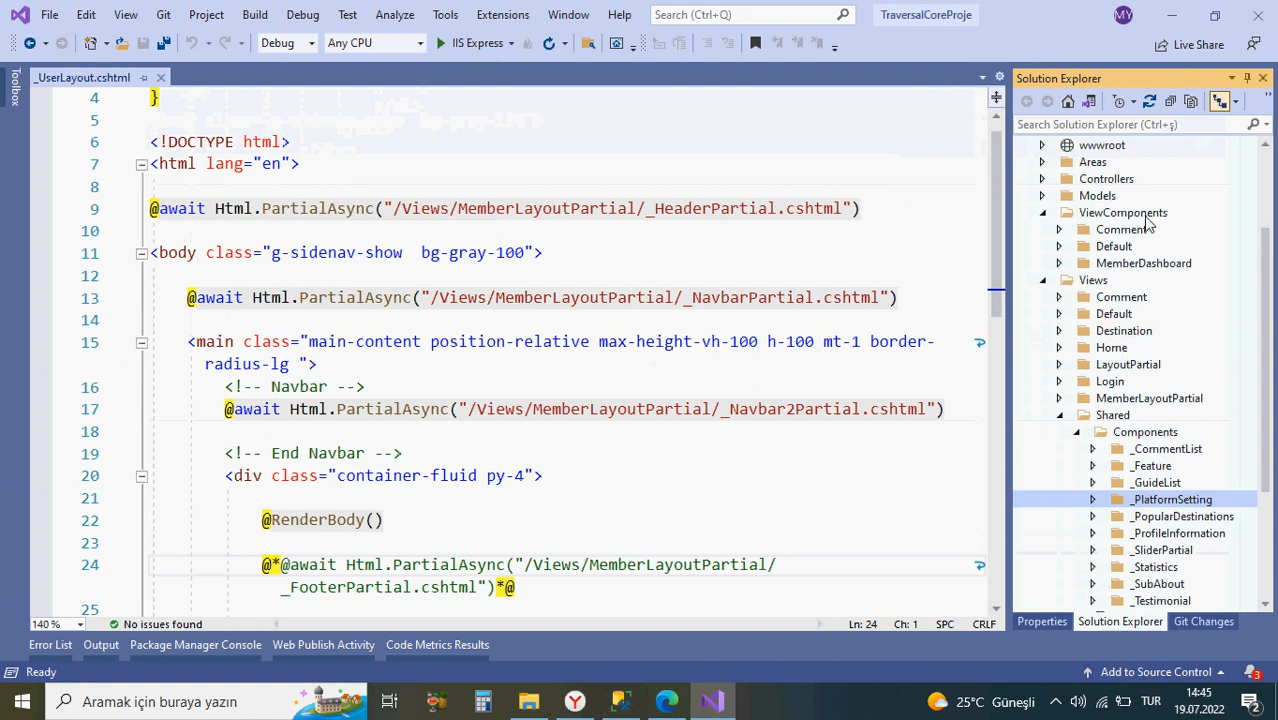 File Edit View Git Project Build Debug Test Analyze Tools Extensions Window Help Search (Ctrl+Q) TraversalCoreProje MY
Debug Any CPU IIS Express Live Share
Toolbox
_UserLayout.cshtml
4 }
5
6 <!DOCTYPE html>
7 <html lang="en">
8
9 @await Html.PartialAsync("/Views/MemberLayoutPartial/_HeaderPartial.cshtml")
10
11 <body class="g-sidenav-show  bg-gray-100">
12
13 @await Html.PartialAsync("/Views/MemberLayoutPartial/_NavbarPartial.cshtml")
14
15 <main class="main-content position-relative max-height-vh-100 h-100 mt-1 border-
radius-lg ">
16 <!-- Navbar -->
17 @await Html.PartialAsync("/Views/MemberLayoutPartial/_Navbar2Partial.cshtml")
18
19 <!-- End Navbar -->
20 <div class="container-fluid py-4">
21
22 @RenderBody()
23
24 @*@await Html.PartialAsync("/Views/MemberLayoutPartial/
_FooterPartial.cshtml")*@
25
140 % No issues found Ln: 24 Ch: 1 SPC CRLF
Solution Explorer
Search Solution Explorer (Ctrl+ş)
wwwroot
Areas
Controllers
Models
ViewComponents
Comment
Default
MemberDashboard
Views
Comment
Default
Destination
Home
LayoutPartial
Login
MemberLayoutPartial
Shared
Components
_CommentList
_Feature
_GuideList
_PlatformSetting
_PopularDestinations
_ProfileInformation
_SliderPartial
_Statistics
_SubAbout
_Testimonial
Properties Solution Explorer Git Changes
Error List Output Package Manager Console Web Publish Activity Code Metrics Results
Ready Add to Source Control 3
Aramak için buraya yazın 25°C Güneşli TUR 14:45
19.07.2022 2